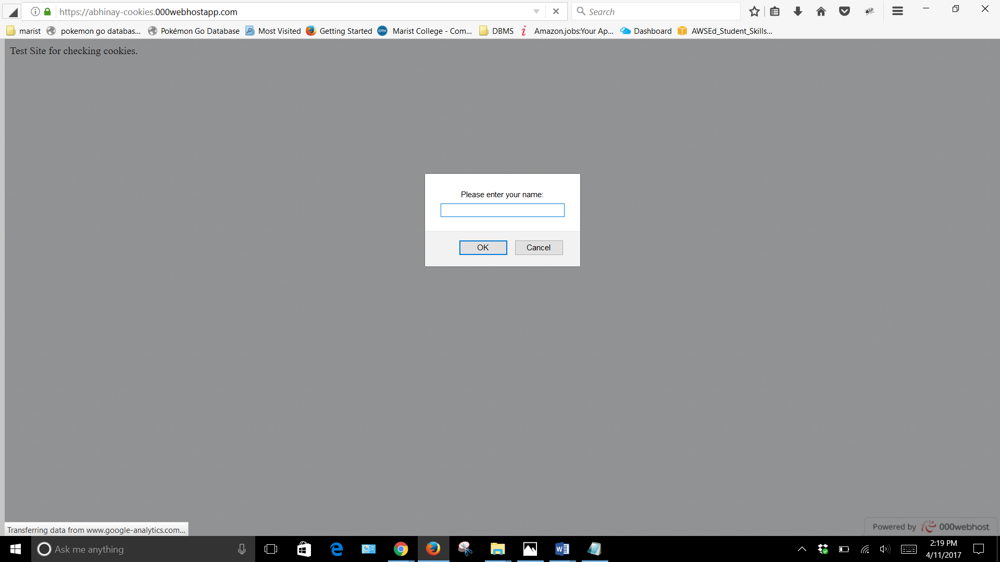 https://abhinay-cookies.000webhostapp.com
Search
marist
pokemon go databas...
Pokémon Go Database
Most Visited
Getting Started
OTH
Marist College - Com...
DBMS
Amazon.jobs:Your Ap...
Dashboard
AWSEd_Student_Skills...
Test Site for checking cookies.
Please enter your name:
OK
Cancel
Transferring data from www.google-analytics.com...
Powered by 000webhost
Ask me anything
2:19 PM
4/11/2017